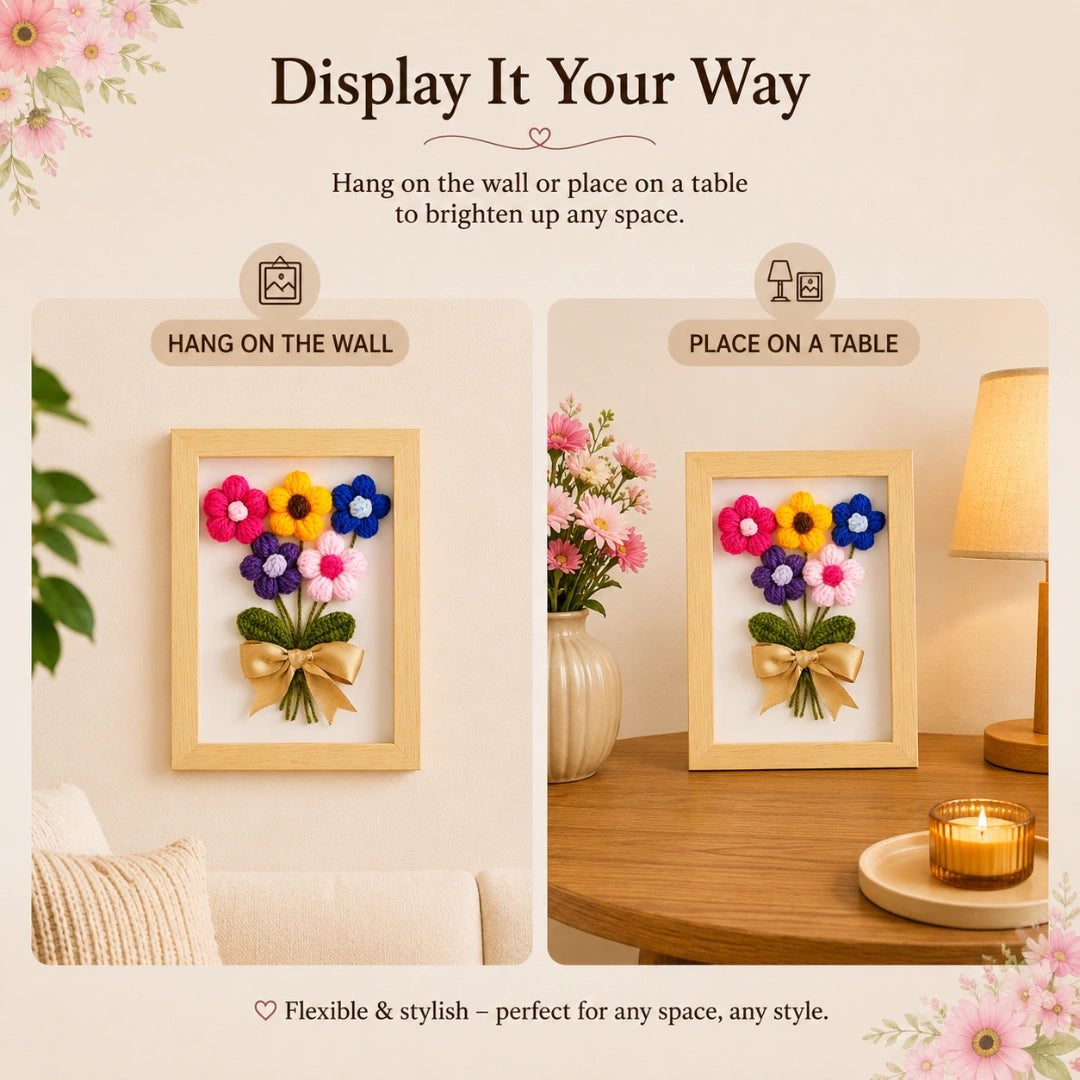 Display It Your Way
Hang on the wall or place on a table
to brighten up any space.
HANG ON THE WALL
PLACE ON A TABLE
Flexible & stylish – perfect for any space, any style.